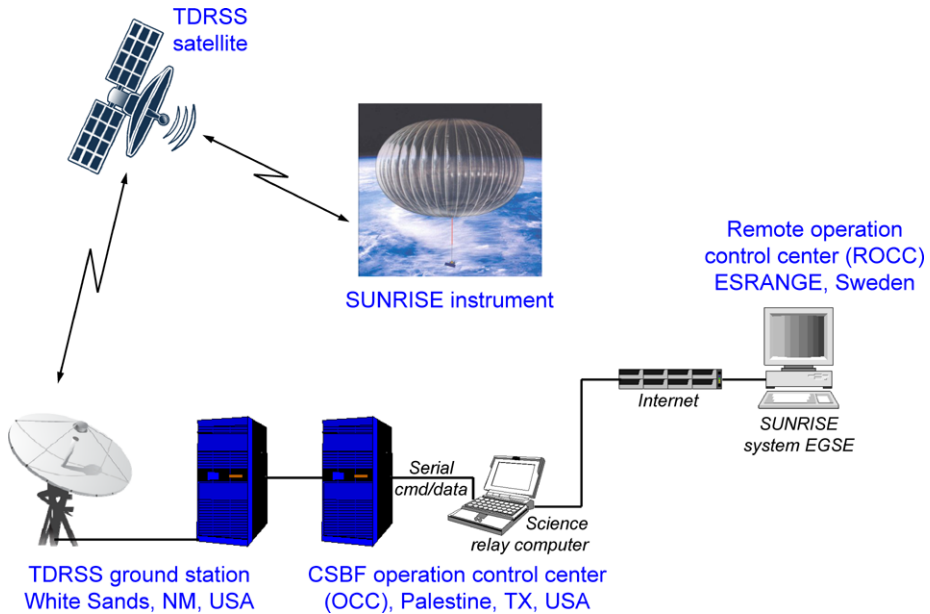 TDRSS
satellite
SUNRISE instrument
Remote operation
control center (ROCC)
ESRANGE, Sweden
Internet
SUNRISE
system EGSE
Serial
cmd/data
Science
relay computer
TDRSS ground station
White Sands, NM, USA
CSBF operation control center
(OCC), Palestine, TX, USA